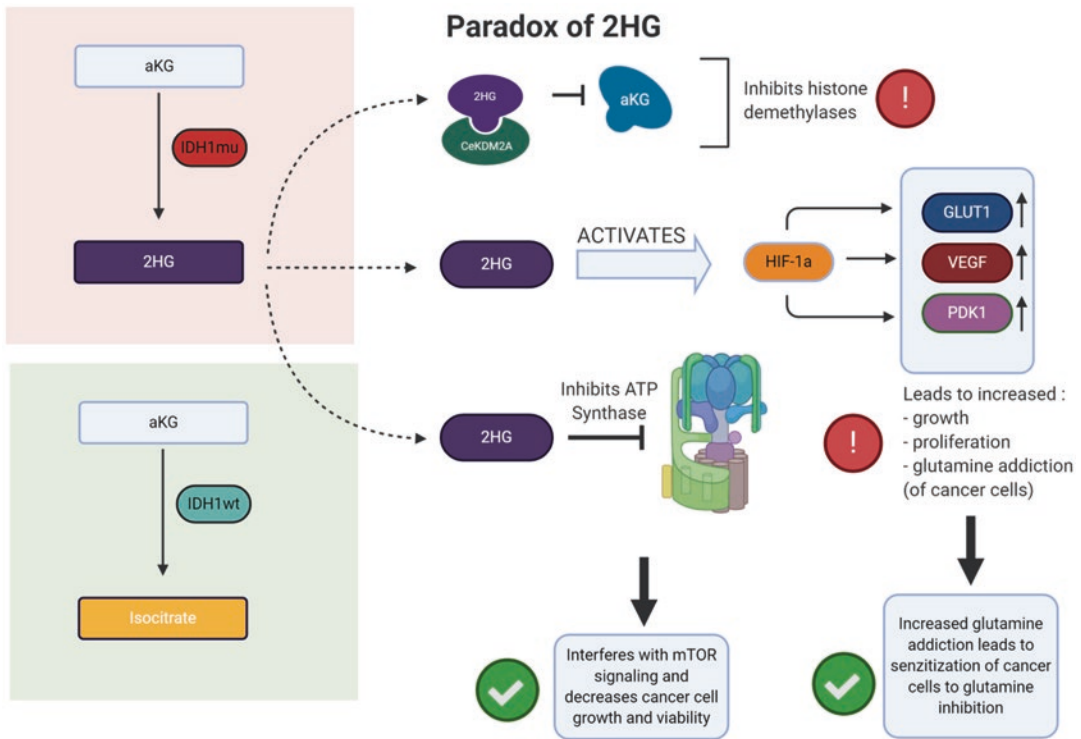 Paradox of 2HG
aKG
IDH1mu
2HG
2HG
CeKDM2A
aKG
Inhibits histone
demethylases
!
2HG
ACTIVATES
HIF-1a
GLUT1
VEGF
PDK1
aKG
IDH1wt
Isocitrate
2HG
Inhibits ATP
Synthase
Leads to increased :
- growth
- proliferation
- glutamine addiction
(of cancer cells)
!
Interferes with mTOR
signaling and
decreases cancer cell
growth and viability
Increased glutamine
addiction leads to
senzitization of cancer
cells to glutamine
inhibition